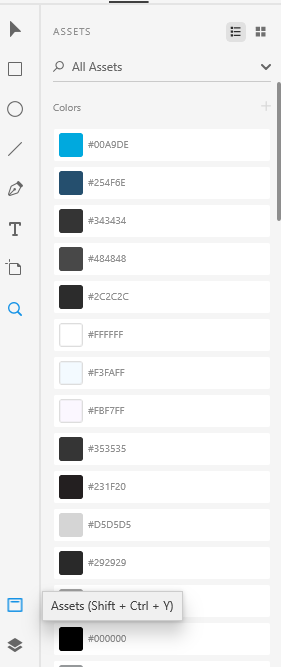 ASSETS
All Assets
Colors
#00A9DE
#254F6E
#343434
#484848
#2C2C2C
#FFFFFF
#F3FAFF
#FBF7FF
#353535
#231F20
#D5D5D5
#292929
Assets (Shift + Ctrl + Y)
#000000